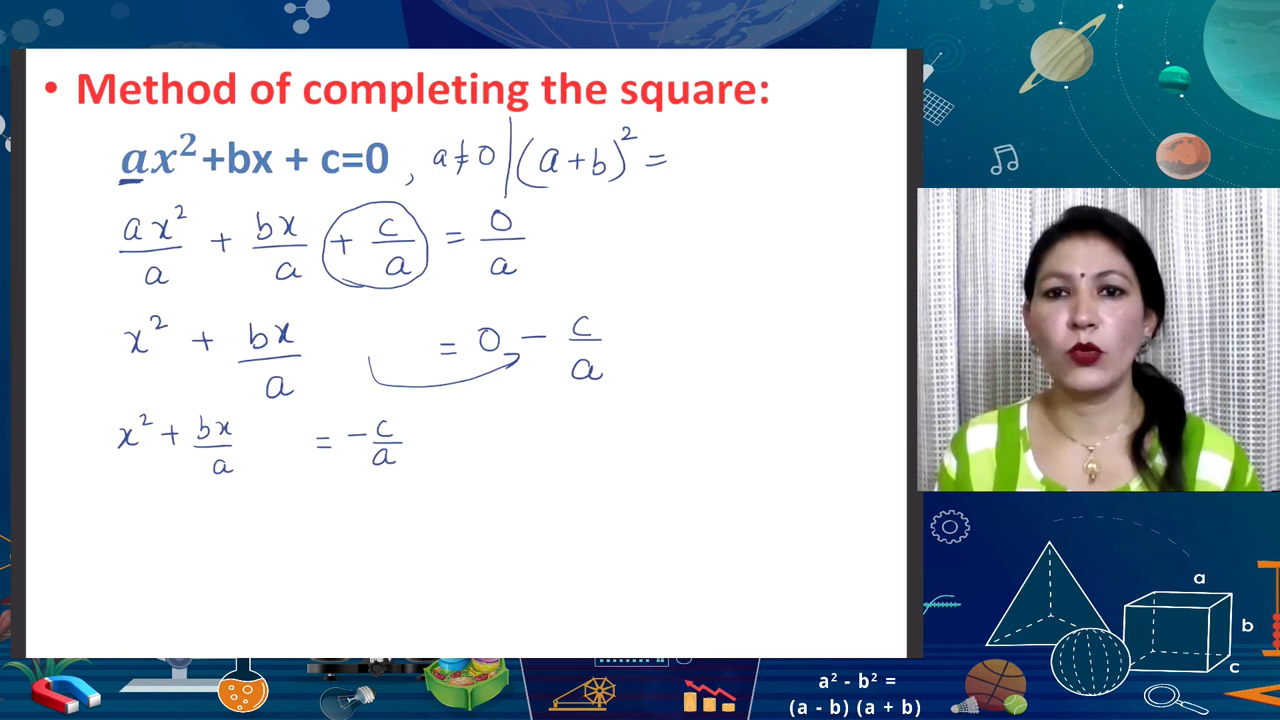 • Method of completing the square:
ax²+bx + c=0 , a≠0 | (a+b)² =
ax²/a + bx/a + c/a = 0/a
x² + bx/a = 0 - c/a
x² + bx/a = -c/a
a
b
c
a² - b² =
(a - b) (a + b)